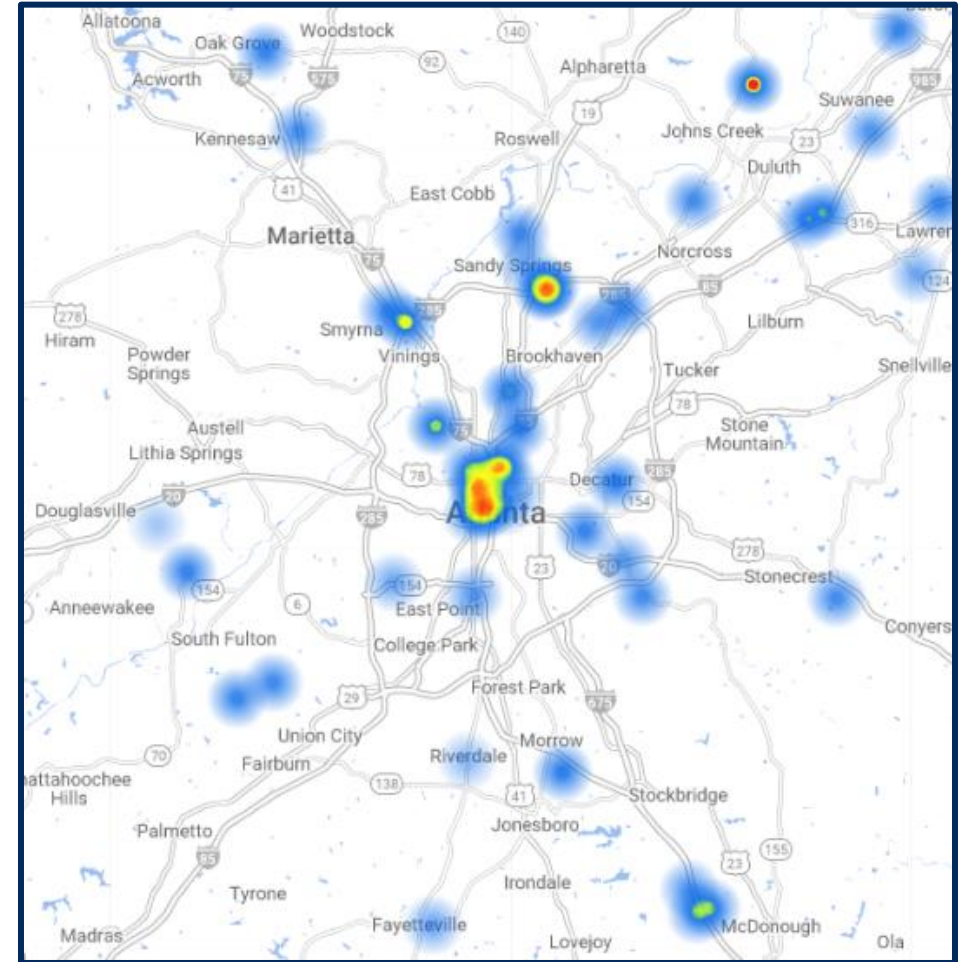 Allatoona
Woodstock
140
Oak Grove
92
Alpharetta
Acworth
75
575
985
Suwanee
19
Kennesaw
Roswell
Johns Creek
23
Duluth
41
East Cobb
316
Marietta
75
Norcross
Sandy Springs
85
124
285
285
278
Smyrna
Lilburn
Hiram
Vinings
Brookhaven
Powder
Springs
Tucker
Snellville
78
Austell
75
Stone
Mountain
Lithia Springs
78
285
Decatur
20
154
Douglasville
285
278
23
20
Stonecrest
154
154
6
Anneewakee
East Point
Conyers
South Fulton
College Park
29
Forest Park
675
Union City
Morrow
70
Riverdale
Fairburn
138
Hills
41
Stockbridge
Jonesboro
Palmetto
155
85
23
Irondale
Tyrone
Fayetteville
McDonough
Madras
Lovejoy
Ola